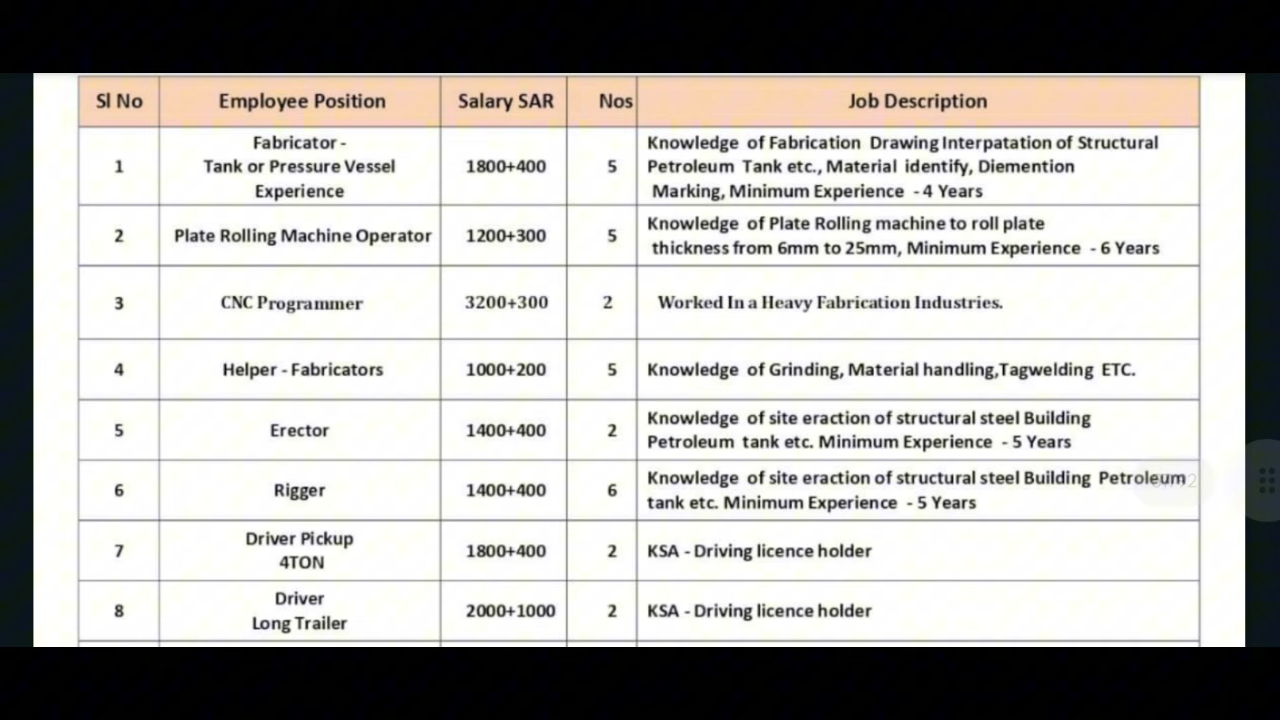 Sl No Employee Position Salary SAR Nos Job Description
1 Fabricator - Tank or Pressure Vessel Experience 1800+400 5 Knowledge of Fabrication Drawing Interpatation of Structural
Petroleum Tank etc., Material identify, Diemention
Marking, Minimum Experience - 4 Years
2 Plate Rolling Machine Operator 1200+300 5 Knowledge of Plate Rolling machine to roll plate
thickness from 6mm to 25mm, Minimum Experience - 6 Years
3 CNC Programmer 3200+300 2 Worked In a Heavy Fabrication Industries.
4 Helper - Fabricators 1000+200 5 Knowledge of Grinding, Material handling,Tagwelding ETC.
5 Erector 1400+400 2 Knowledge of site eraction of structural steel Building
Petroleum tank etc. Minimum Experience - 5 Years
6 Rigger 1400+400 6 Knowledge of site eraction of structural steel Building Petroleum
tank etc. Minimum Experience - 5 Years
7 Driver Pickup 4TON 1800+400 2 KSA - Driving licence holder
8 Driver Long Trailer 2000+1000 2 KSA - Driving licence holder